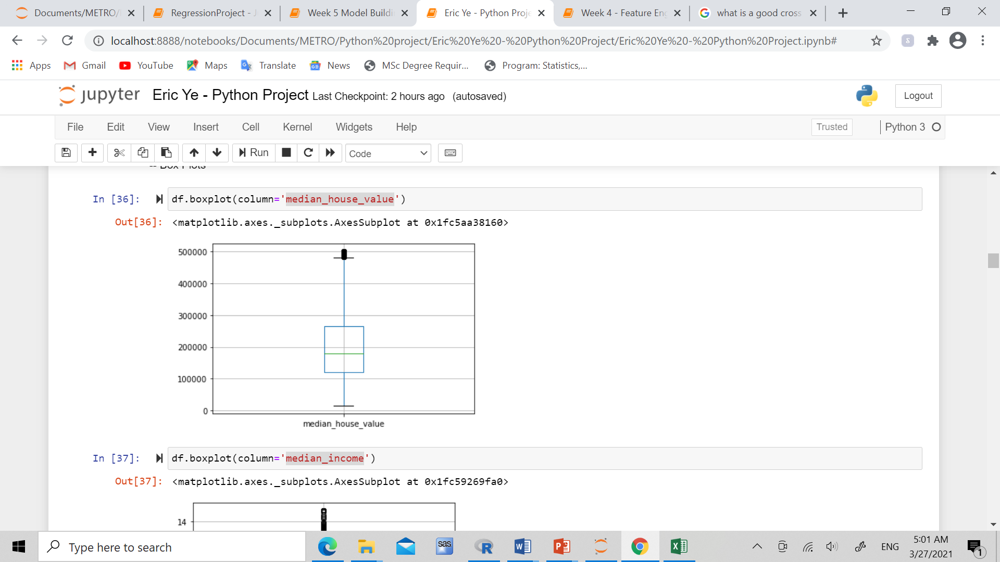 Documents/METRO/
RegressionProject - J
Week 5 Model Buildi
Eric Ye - Python Proje
Week 4 - Feature Eng
what is a good cross
localhost:8888/notebooks/Documents/METRO/Python%20project/Eric%20Ye%20-%20Python%20Project/Eric%20Ye%20-%20Python%20Project.ipynb#
Apps
Gmail
YouTube
Maps
Translate
News
MSc Degree Requir...
Program: Statistics,...
jupyter Eric Ye - Python Project Last Checkpoint: 2 hours ago (autosaved)
Logout
File Edit View Insert Cell Kernel Widgets Help
Trusted
Python 3
Run
Code
-- Box Plots
In [36]: df.boxplot(column='median_house_value')
Out[36]: <matplotlib.axes._subplots.AxesSubplot at 0x1fc5aa38160>
500000
400000
300000
200000
100000
0
median_house_value
In [37]: df.boxplot(column='median_income')
Out[37]: <matplotlib.axes._subplots.AxesSubplot at 0x1fc59269fa0>
14
Type here to search
sas
ENG
5:01 AM
3/27/2021
1